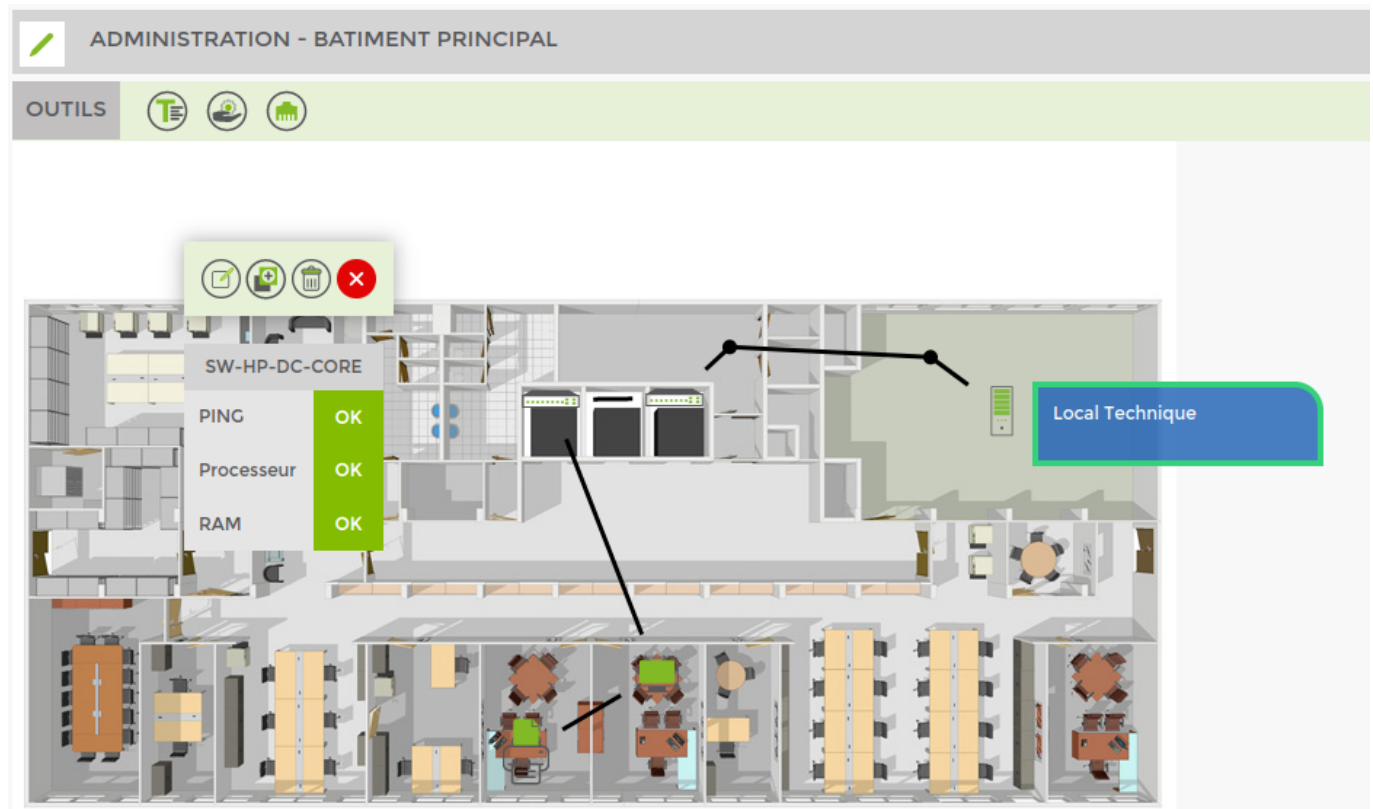 ADMINISTRATION - BATIMENT PRINCIPAL
OUTILS
SW-HP-DC-CORE
PING OK
Processeur OK
RAM OK
Local Technique